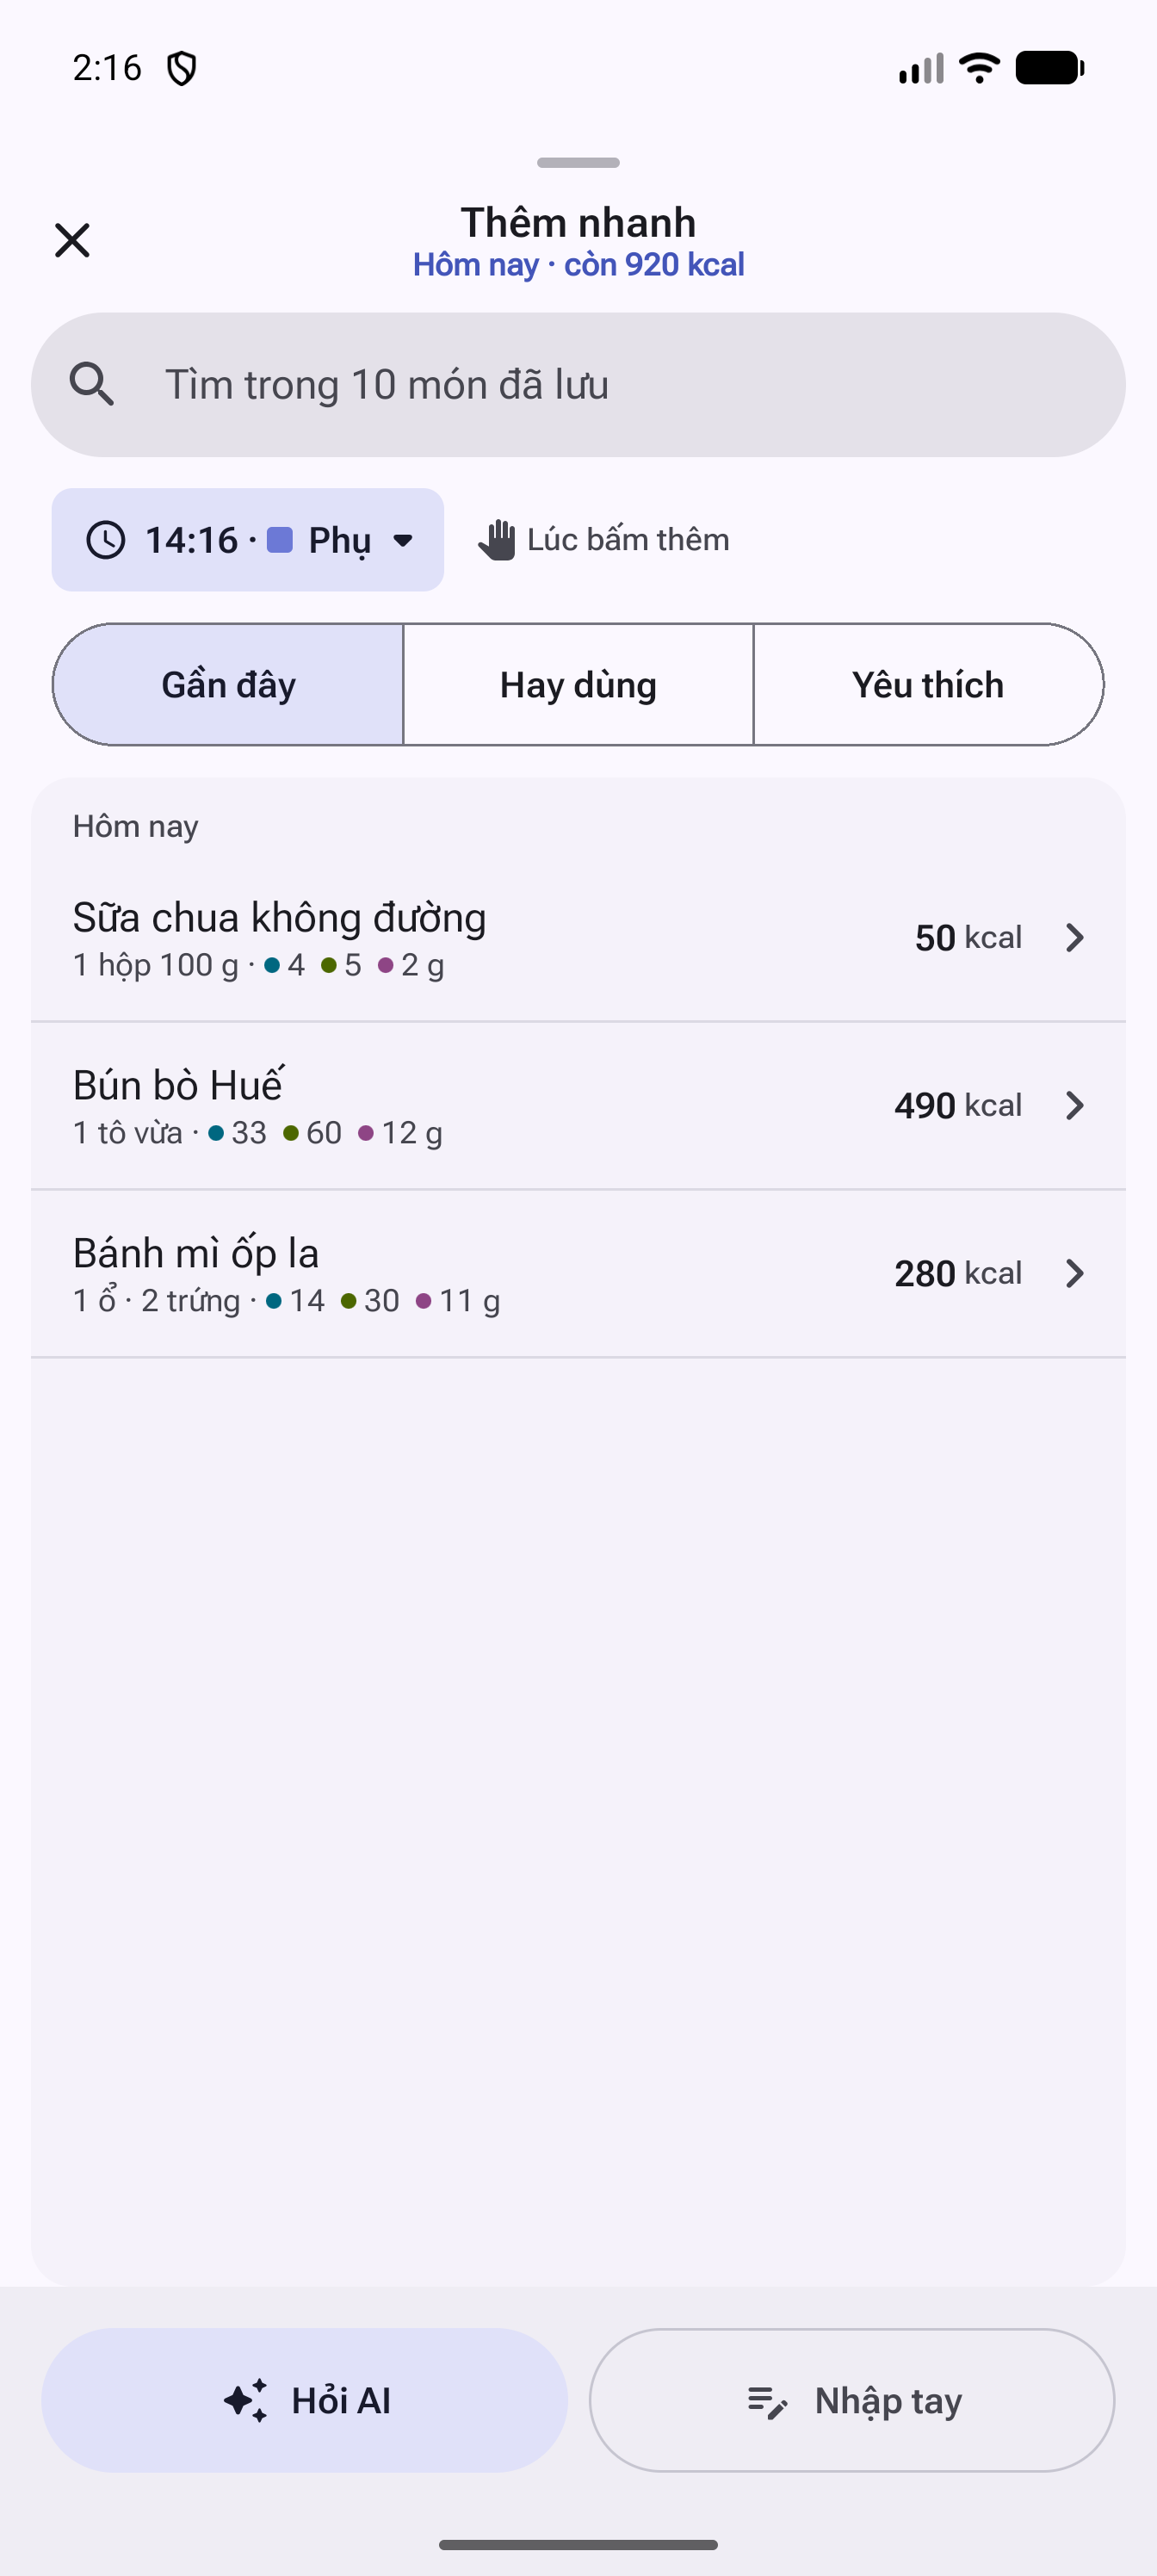 2:16
Thêm nhanh
Hôm nay · còn 920 kcal
Tìm trong 10 món đã lưu
14:16 · Phụ
Lúc bấm thêm
Gần đây
Hay dùng
Yêu thích
Hôm nay
Sữa chua không đường
1 hộp 100 g · 4 5 2 g
50 kcal
Bún bò Huế
1 tô vừa · 33 60 12 g
490 kcal
Bánh mì ốp la
1 ổ · 2 trứng · 14 30 11 g
280 kcal
Hỏi AI
Nhập tay